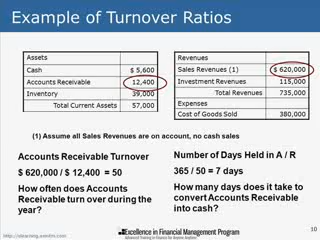 Example of Turnover Ratios
Assets
Cash $ 5,600
Accounts Receivable 12,400
Inventory 39,000
Total Current Assets 57,000
Revenues
Sales Revenues (1) $ 620,000
Investment Revenues 115,000
Total Revenues 735,000
Expenses
Cost of Goods Sold 380,000
(1) Assume all Sales Revenues are on account, no cash sales
Accounts Receivable Turnover
$ 620,000 / $ 12,400 = 50
How often does Accounts
Receivable turn over during the
year?
Number of Days Held in A / R
365 / 50 = 7 days
How many days does it take to
convert Accounts Receivable
into cash?
Excellence in Financial Management Program
10